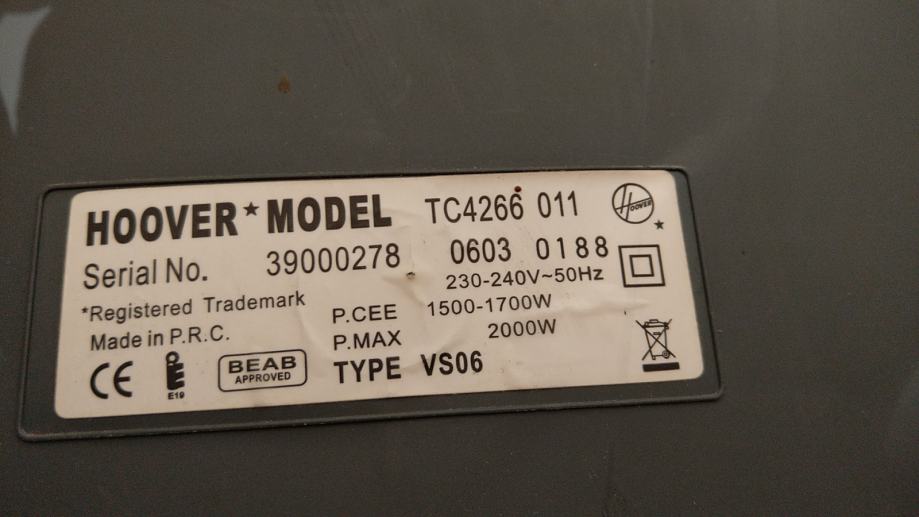 HOOVER★MODEL TC4266 011
HOOVER
★
Serial No. 39000278 0603 0188
230-240V~50Hz
*Registered Trademark
P.CEE 1500-1700W
Made in P.R.C.
P.MAX 2000W
CE E19 BEAB APPROVED TYPE VS06